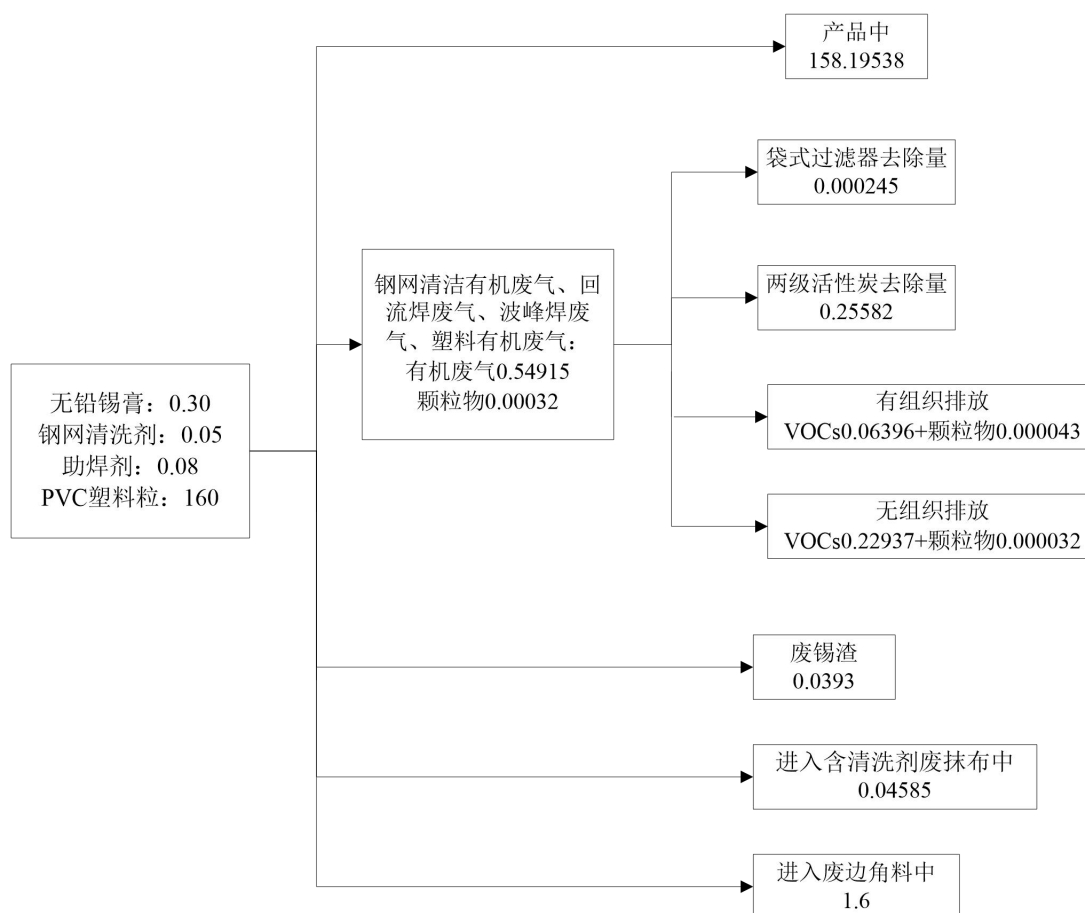 无铅锡膏：0.30
钢网清洗剂：0.05
助焊剂：0.08
PVC塑料粒：160
钢网清洁有机废气、回
流焊废气、波峰焊废
气、塑料有机废气：
有机废气0.54915
颗粒物0.00032
产品中
158.19538
袋式过滤器去除量
0.000245
两级活性炭去除量
0.25582
有组织排放
VOCs0.06396+颗粒物0.000043
无组织排放
VOCs0.22937+颗粒物0.000032
废锡渣
0.0393
进入含清洗剂废抹布中
0.04585
进入废边角料中
1.6